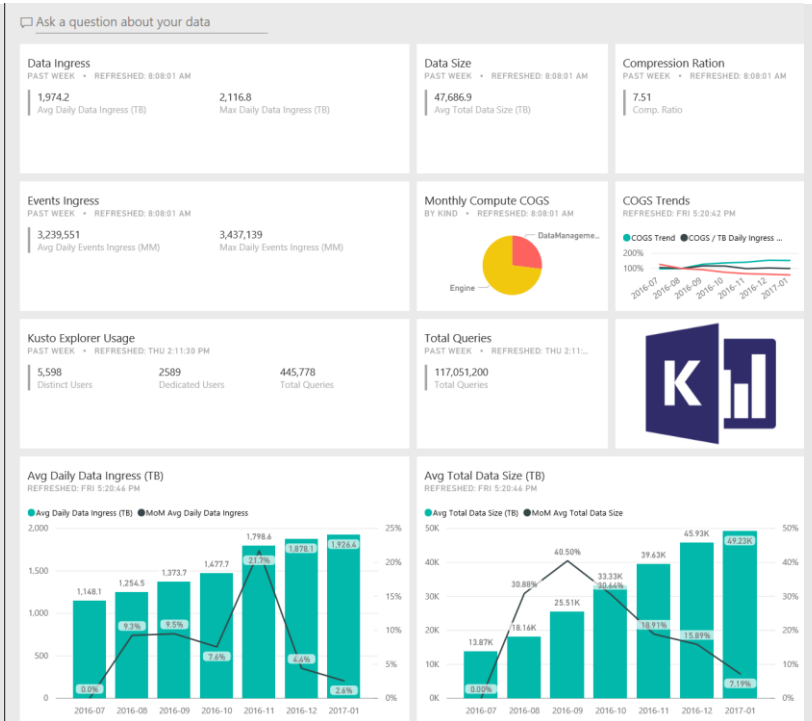 Ask a question about your data
Data Ingress
PAST WEEK • REFRESHED: 8:08:01 AM
1,974.2
Avg Daily Data Ingress (TB)
2,116.8
Max Daily Data Ingress (TB)
Data Size
PAST WEEK • REFRESHED: 8:08:01 AM
47,686.9
Avg Total Data Size (TB)
Compression Ration
PAST WEEK • REFRESHED: 8:08:01 AM
7.51
Comp. Ratio
Events Ingress
PAST WEEK • REFRESHED: 8:08:01 AM
3,239,551
Avg Daily Events Ingress (MM)
3,437,139
Max Daily Events Ingress (MM)
Monthly Compute COGS
BY KIND • REFRESHED: 8:08:01 AM
DataManageme...
Engine
COGS Trends
REFRESHED: FRI 5:20:42 PM
COGS Trend COGS / TB Daily Ingress ...
200%
100%
2016-07 2016-08 2016-09 2016-10 2016-11 2016-12 2017-01
Kusto Explorer Usage
PAST WEEK • REFRESHED: THU 2:11:30 PM
5,598
Distinct Users
2589
Dedicated Users
445,778
Total Queries
Total Queries
PAST WEEK • REFRESHED: THU 2:11:...
117,051,200
Total Queries
K
Avg Daily Data Ingress (TB)
REFRESHED: FRI 5:20:46 PM
Avg Daily Data Ingress (TB) MoM Avg Daily Data Ingress
2,000 25%
1,798.6 1,878.1 1,926.4
21.7% 20%
1,500 1,477.7
1,373.7
1,254.5 15%
1,148.1
1,000
9.3% 9.5% 10%
7.6%
500 5%
4.4%
0.0% 2.6%
0 0%
2016-07 2016-08 2016-09 2016-10 2016-11 2016-12 2017-01
Avg Total Data Size (TB)
REFRESHED: FRI 5:20:46 PM
Avg Total Data Size (TB) MoM Avg Total Data Size
50K 50%
45.93K 49.23K
40.50% 39.63K
40K 40%
33.33K
30.88% 30.64%
30K 30%
25.51K
20K 20%
18.16K 18.91%
13.87K 15.89%
10K 10%
7.19%
0.00%
0K 0%
2016-07 2016-08 2016-09 2016-10 2016-11 2016-12 2017-01